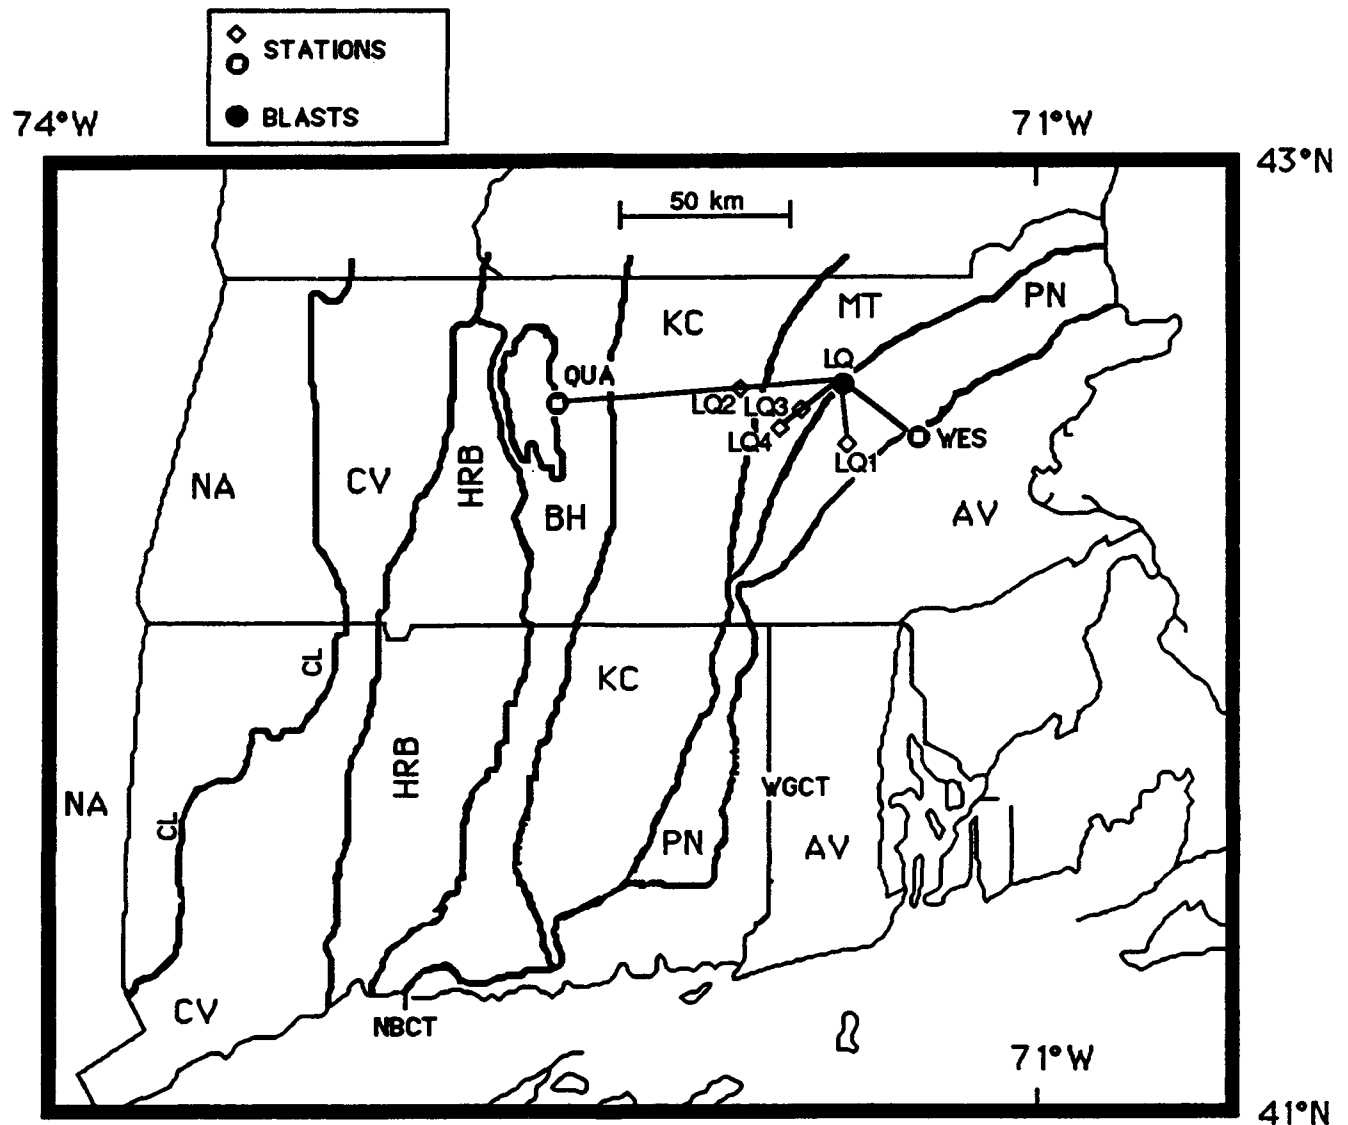 STATIONS
BLASTS
74°W
71°W
43°N
50 km
PN
MT
KC
LQ
QUA
LQ2
LQ3
LQ4
WES
LQ1
HRB
CV
NA
BH
AV
CL
KC
HRB
WGCT
NA
CL
PN
AV
CV
NBCT
71°W
41°N